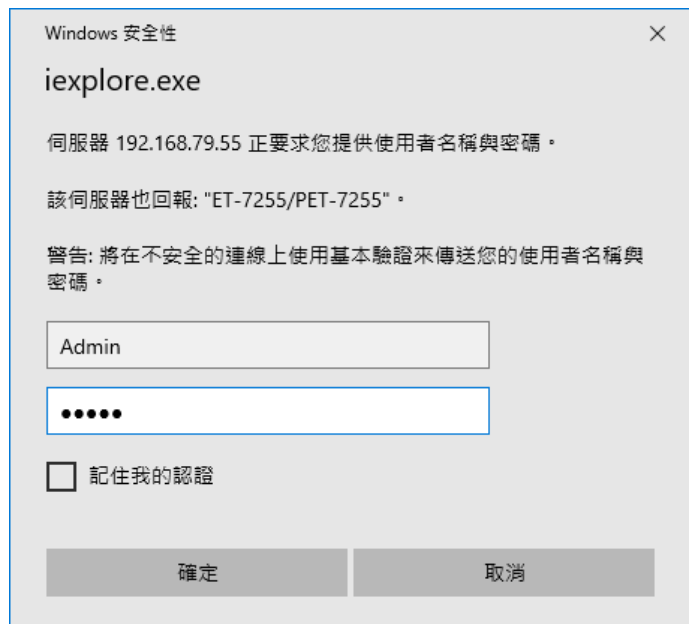 Windows 安全性
iexplore.exe
伺服器 192.168.79.55 正要求您提供使用者名稱與密碼。
該伺服器也回報: "ET-7255/PET-7255"。
警告: 將在不安全的連線上使用基本驗證來傳送您的使用者名稱與
密碼。
Admin
●●●●●
記住我的認證
確定
取消